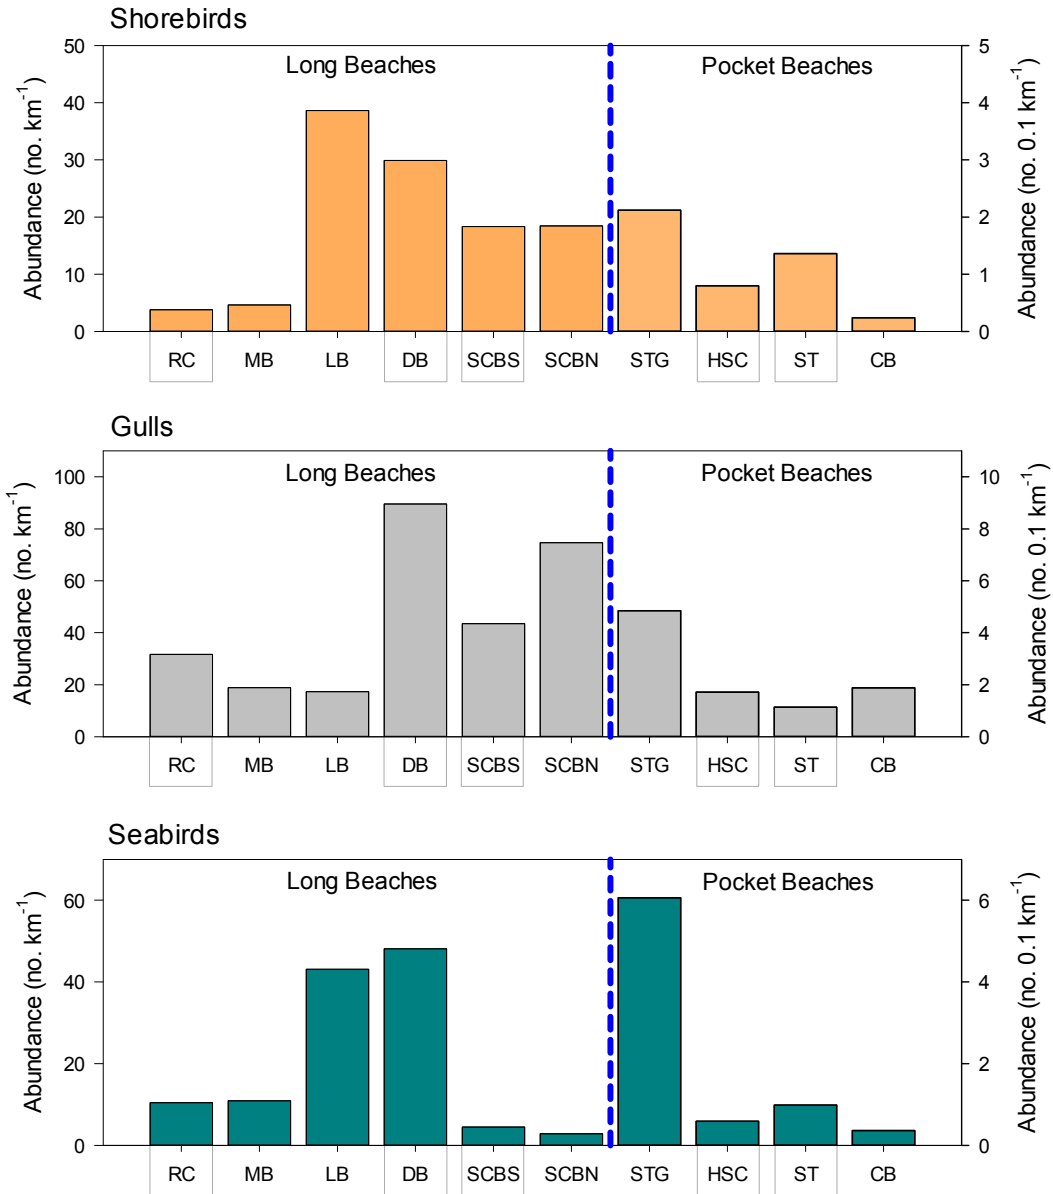 Shorebirds
Long Beaches
Pocket Beaches
Abundance (no. km⁻¹)
50
40
30
20
10
0
5
4
3
2
1
0
Abundance (no. 0.1 km⁻¹)
RC MB LB DB SCBS SCBN STG HSC ST CB
Gulls
Long Beaches
Pocket Beaches
Abundance (no. km⁻¹)
100
80
60
40
20
0
10
8
6
4
2
0
Abundance (no. 0.1 km⁻¹)
RC MB LB DB SCBS SCBN STG HSC ST CB
Seabirds
Long Beaches
Pocket Beaches
Abundance (no. km⁻¹)
60
40
20
0
6
4
2
0
Abundance (no. 0.1 km⁻¹)
RC MB LB DB SCBS SCBN STG HSC ST CB